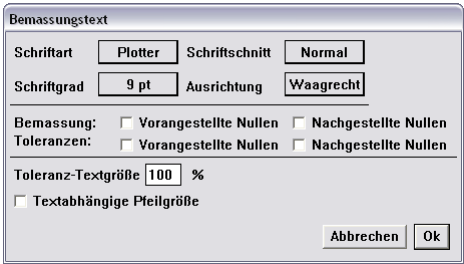 Bemassungstext
Schriftart Plotter Schriftschnitt Normal
Schriftgrad 9 pt Ausrichtung Waagrecht
Bemassung: Vorangestellte Nullen Nachgestellte Nullen
Toleranzen: Vorangestellte Nullen Nachgestellte Nullen
Toleranz-Textgröße 100 %
Textabhängige Pfeilgröße
Abbrechen Ok